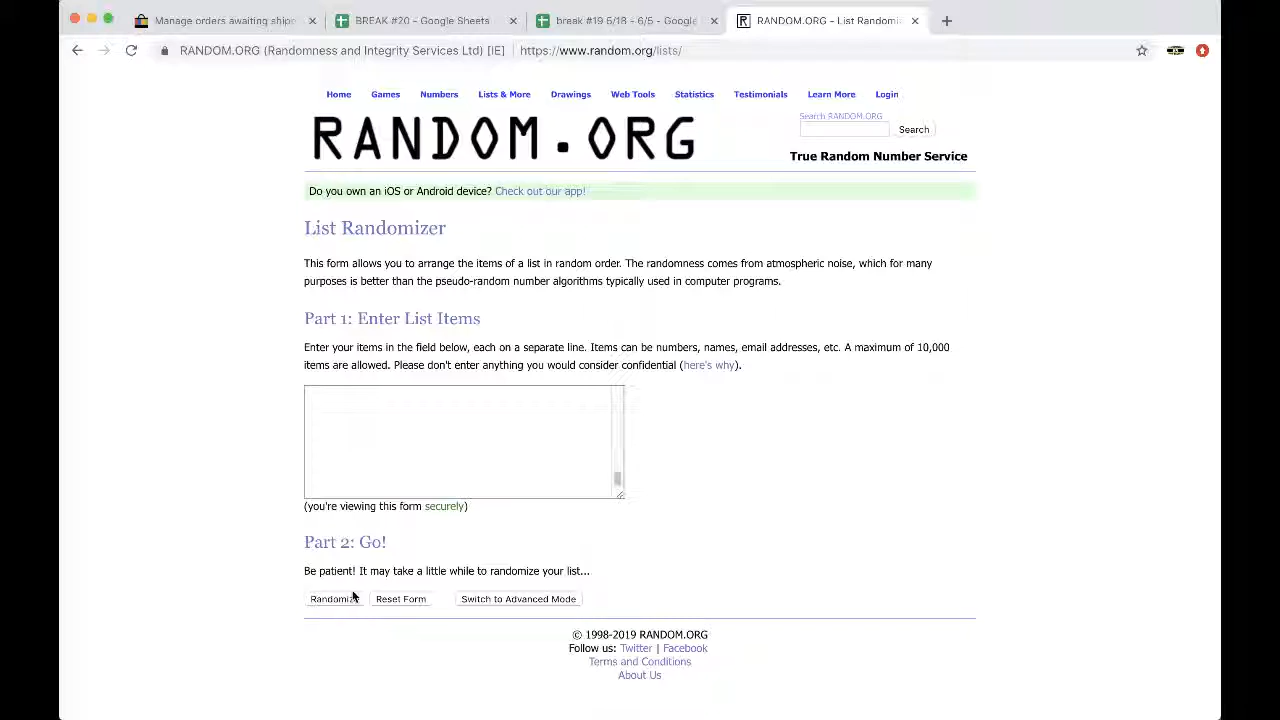 Manage orders awaiting shipm
BREAK #20 - Google Sheets
break #19 5/18 - 6/5 - Google
RANDOM.ORG - List Randomiz
RANDOM.ORG (Randomness and Integrity Services Ltd) [IE]
https://www.random.org/lists/
Home Games Numbers Lists & More Drawings Web Tools Statistics Testimonials Learn More Login
RANDOM.ORG
Search RANDOM.ORG
Search
True Random Number Service
Do you own an iOS or Android device? Check out our app!
List Randomizer
This form allows you to arrange the items of a list in random order. The randomness comes from atmospheric noise, which for many
purposes is better than the pseudo-random number algorithms typically used in computer programs.
Part 1: Enter List Items
Enter your items in the field below, each on a separate line. Items can be numbers, names, email addresses, etc. A maximum of 10,000
items are allowed. Please don't enter anything you would consider confidential (here's why).
(you're viewing this form securely)
Part 2: Go!
Be patient! It may take a little while to randomize your list...
Randomize Reset Form Switch to Advanced Mode
© 1998-2019 RANDOM.ORG
Follow us: Twitter | Facebook
Terms and Conditions
About Us